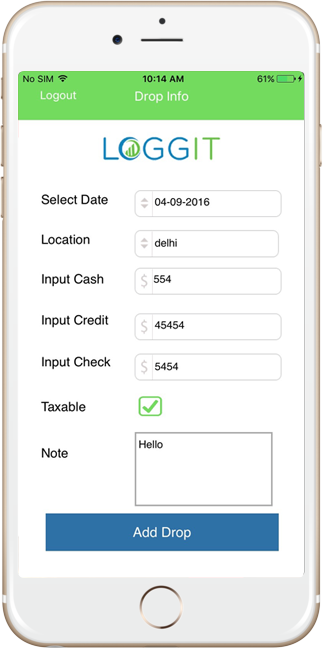 No SIM 10:14 AM 61%
Logout Drop Info
LOGGIT
Select Date 04-09-2016
Location delhi
Input Cash $ 554
Input Credit $ 45454
Input Check $ 5454
Taxable
Note Hello
Add Drop